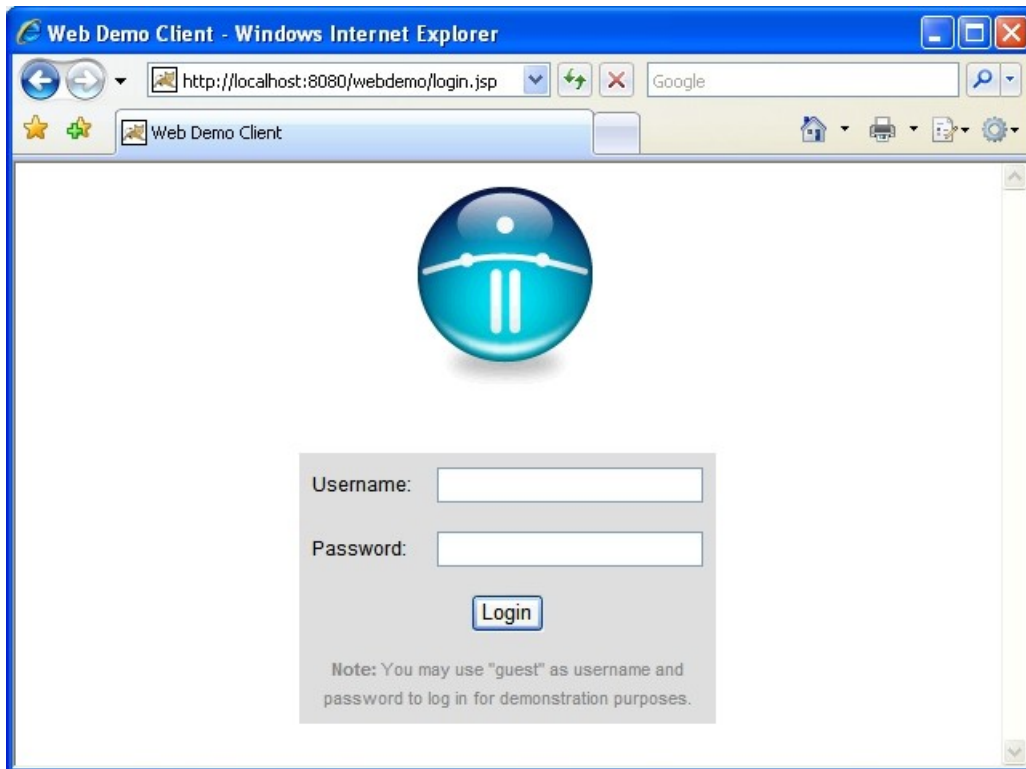 Web Demo Client - Windows Internet Explorer
http://localhost:8080/webdemo/login.jsp
Google
Web Demo Client
Username:
Password:
Login
Note: You may use "guest" as username and
password to log in for demonstration purposes.